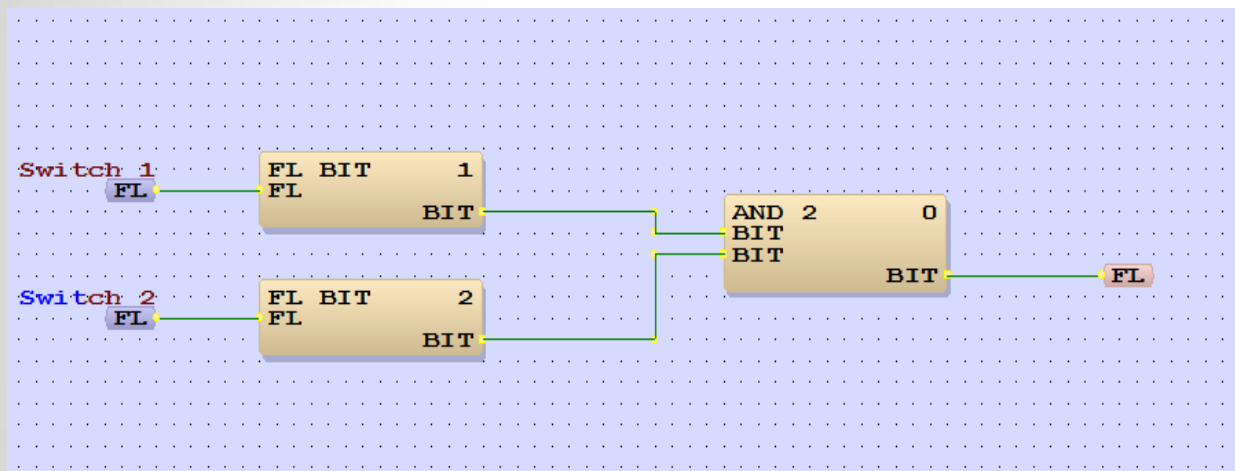 Switch 1
FL
FL BIT 1
FL
BIT
AND 2 0
BIT
BIT
BIT
FL
Switch 2
FL
FL BIT 2
FL
BIT